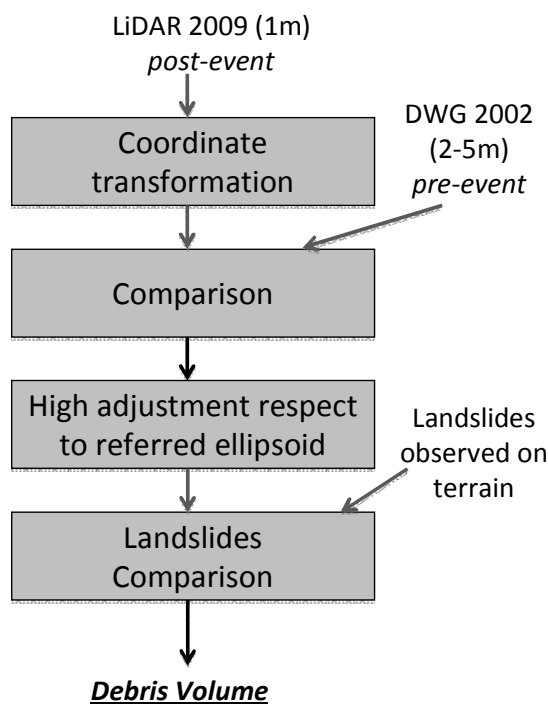 LiDAR 2009 (1m)
post-event
Coordinate
transformation
DWG 2002
(2-5m)
pre-event
Comparison
High adjustment respect
to referred ellipsoid
Landslides
observed on
terrain
Landslides
Comparison
Debris Volume